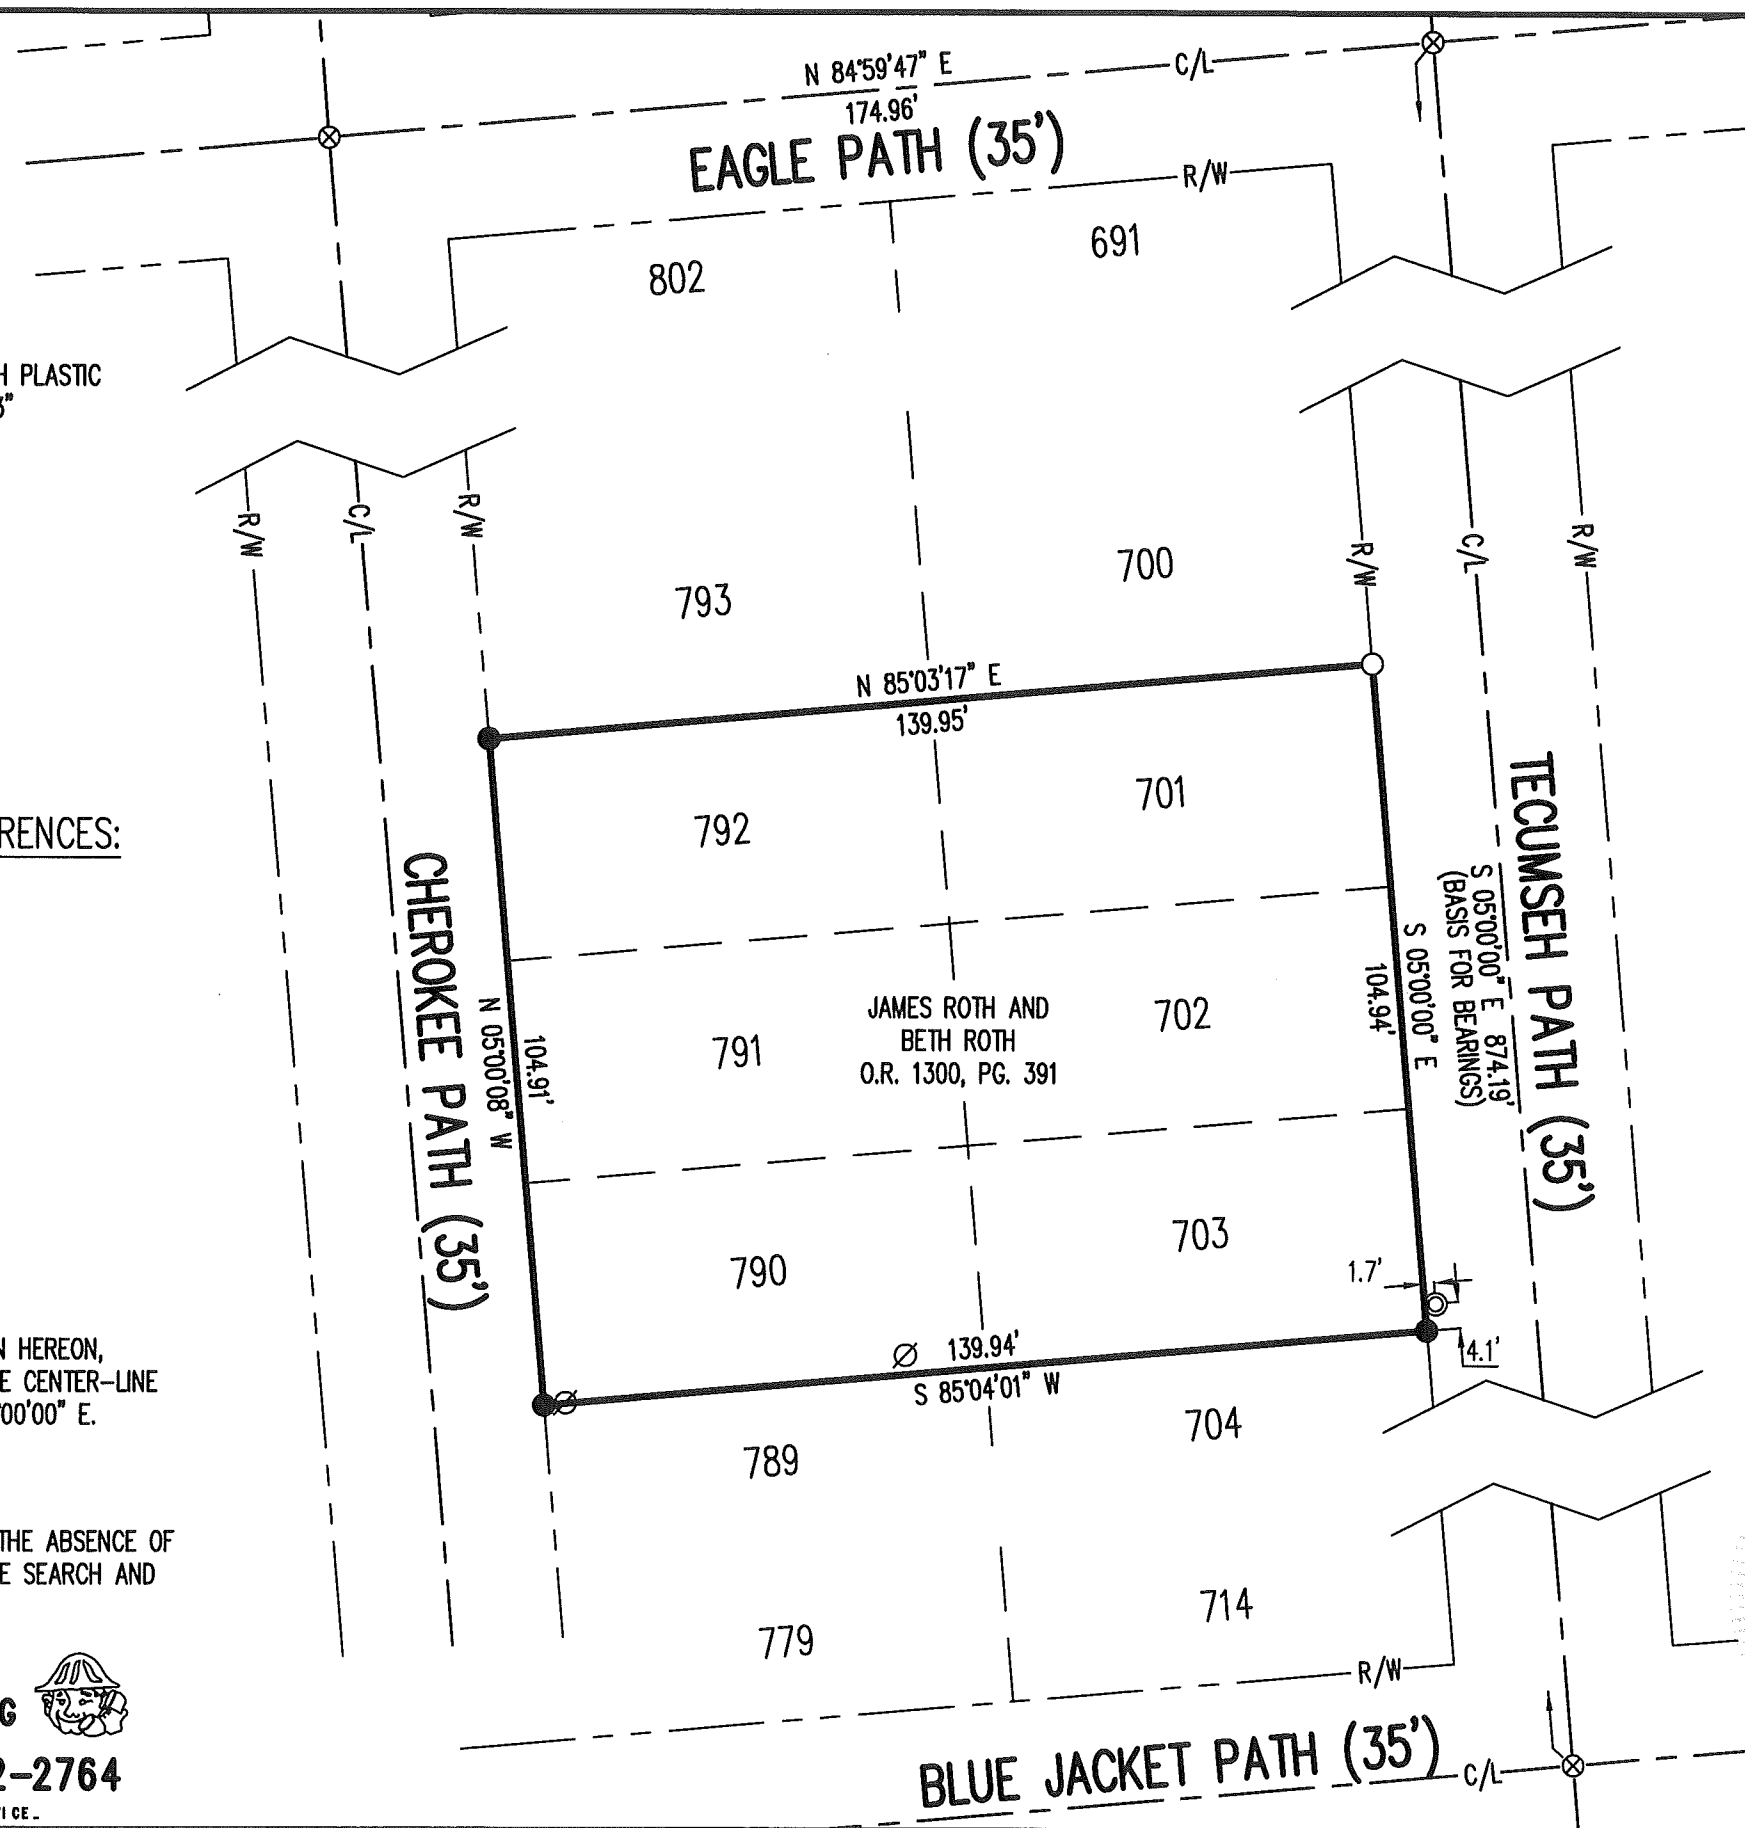 N 84°59'47" E
174.96'
C/L
EAGLE PATH (35')
R/W
802
691
PLASTIC
R/W
C/L
R/W
R/W
C/L
R/W
793
700
N 85°03'17" E
139.95'
792
701
RENCES:
CHEROKEE PATH (35')
N 05°00'08" W
104.91'
791
JAMES ROTH AND
BETH ROTH
O.R. 1300, PG. 391
702
104.94'
S 05°00'00" E
S 05°00'00" E 874.19'
(BASIS FOR BEARINGS)
TECUMSEH PATH (35')
790
703
1.7'
4.1'
139.94'
S 85°04'01" W
HEREON,
CENTER-LINE
00'00" E.
789
704
THE ABSENCE OF
SEARCH AND
779
714
R/W
G
-2764
BLUE JACKET PATH (35')
C/L